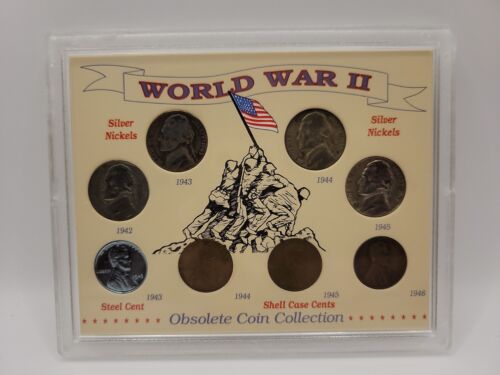 WORLD WAR II
Silver
Nickels
Silver
Nickels
1943
1944
1942
1945
1943
1944
1945
1946
Steel Cent
Shell Case Cents
Obsolete Coin Collection